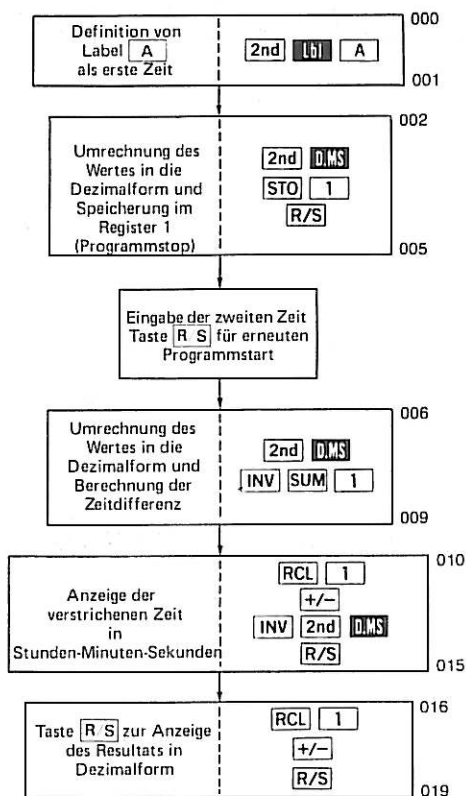 000
Definition von
Label A
als erste Zeit
2nd Lbl A
001
002
Umrechnung des
Wertes in die
Dezimalform und
Speicherung im
Register 1
(Programmstop)
2nd D.MS
STO 1
R/S
005
Eingabe der zweiten Zeit
Taste R S für erneuten
Programmstart
006
Umrechnung des
Wertes in die
Dezimalform und
Berechnung der
Zeitdifferenz
2nd D.MS
INV SUM 1
009
010
Anzeige der
verstrichenen Zeit
in
Stunden-Minuten-Sekunden
RCL 1
+/-
INV 2nd D.MS
R/S
015
016
Taste R/S zur Anzeige
des Resultats in
Dezimalform
RCL 1
+/-
R/S
019